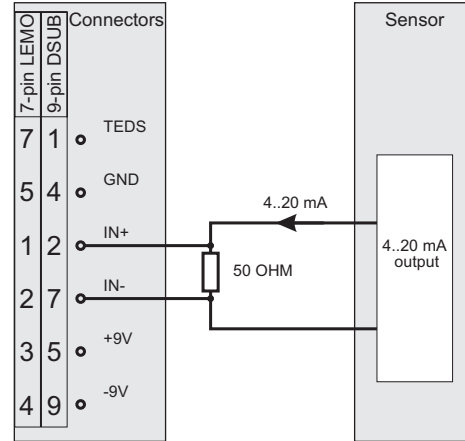 7-pin LEMO
9-pin DSUB
Connectors
Sensor
7 1 TEDS
5 4 GND
4..20 mA
1 2 IN+
4..20 mA
output
50 OHM
2 7 IN-
3 5 +9V
4 9 -9V